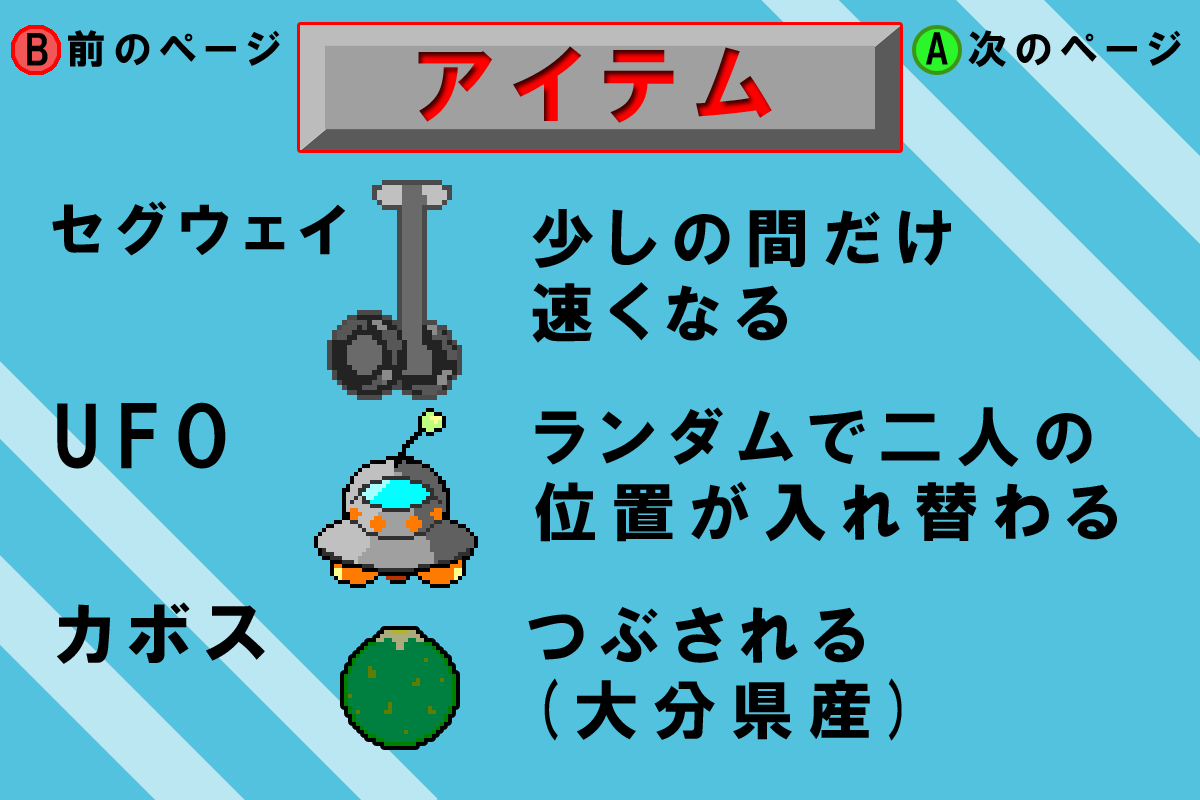 B 前のページ
アイテム
A 次のページ
セグウェイ
少しの間だけ
速くなる
UFO
ランダムで二人の
位置が入れ替わる
カボス
つぶされる
(大分県産)